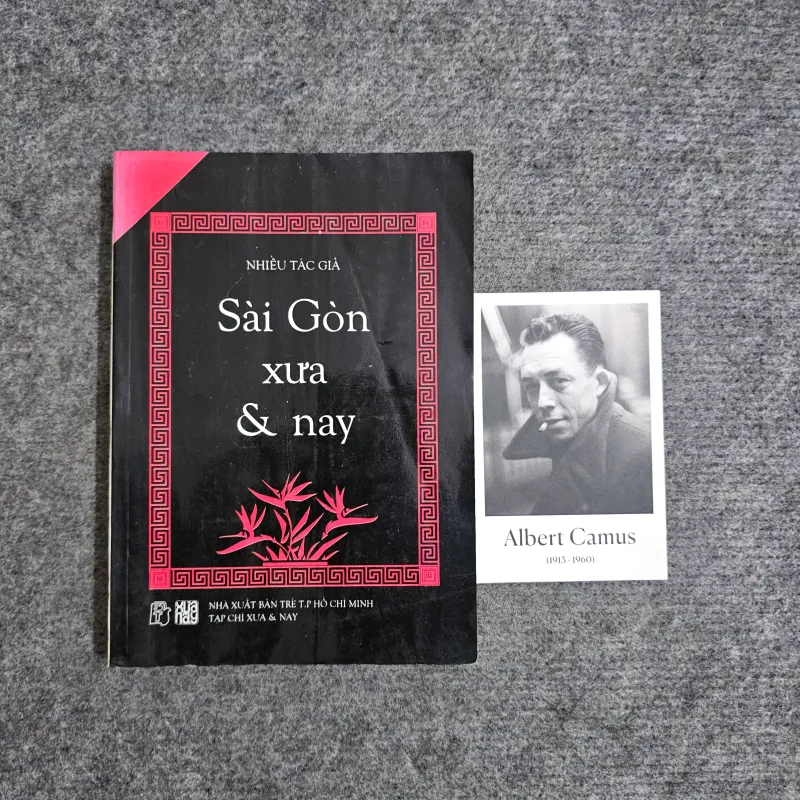 NHIỀU TÁC GIẢ
Sài Gòn
xưa
& nay
xưa
nay
NHÀ XUẤT BẢN TRẺ T.P HỒ CHÍ MINH
TẠP CHÍ XƯA & NAY
Albert Camus
(1913 - 1960)